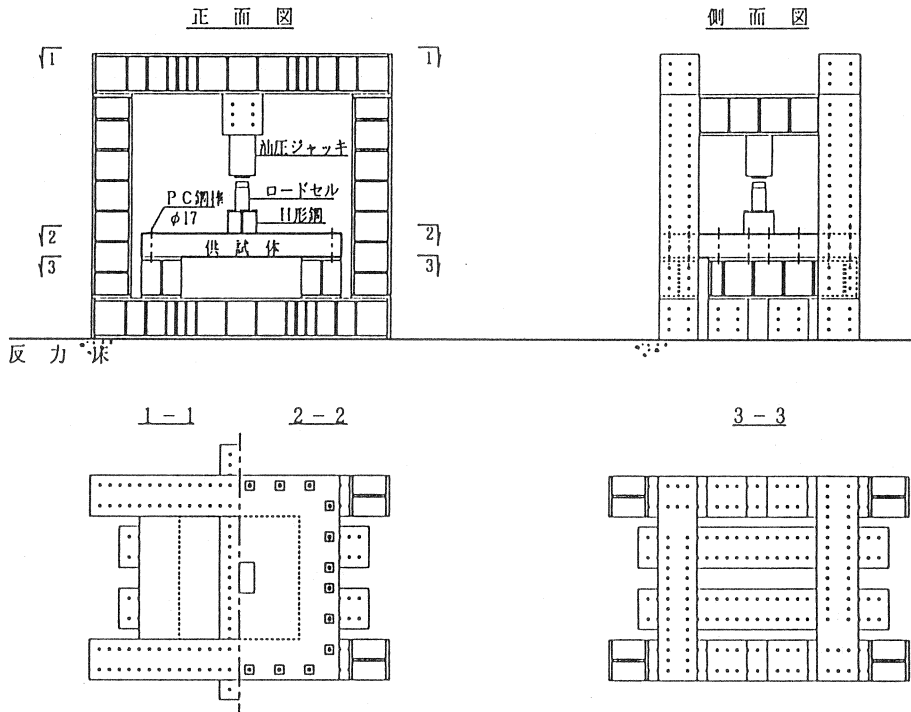 正面図
側面図
1
1
油圧ジャッキ
ロードセル
PC鋼棒
φ17
H形鋼
2
2
供試体
3
3
反力床
1-1
2-2
3-3